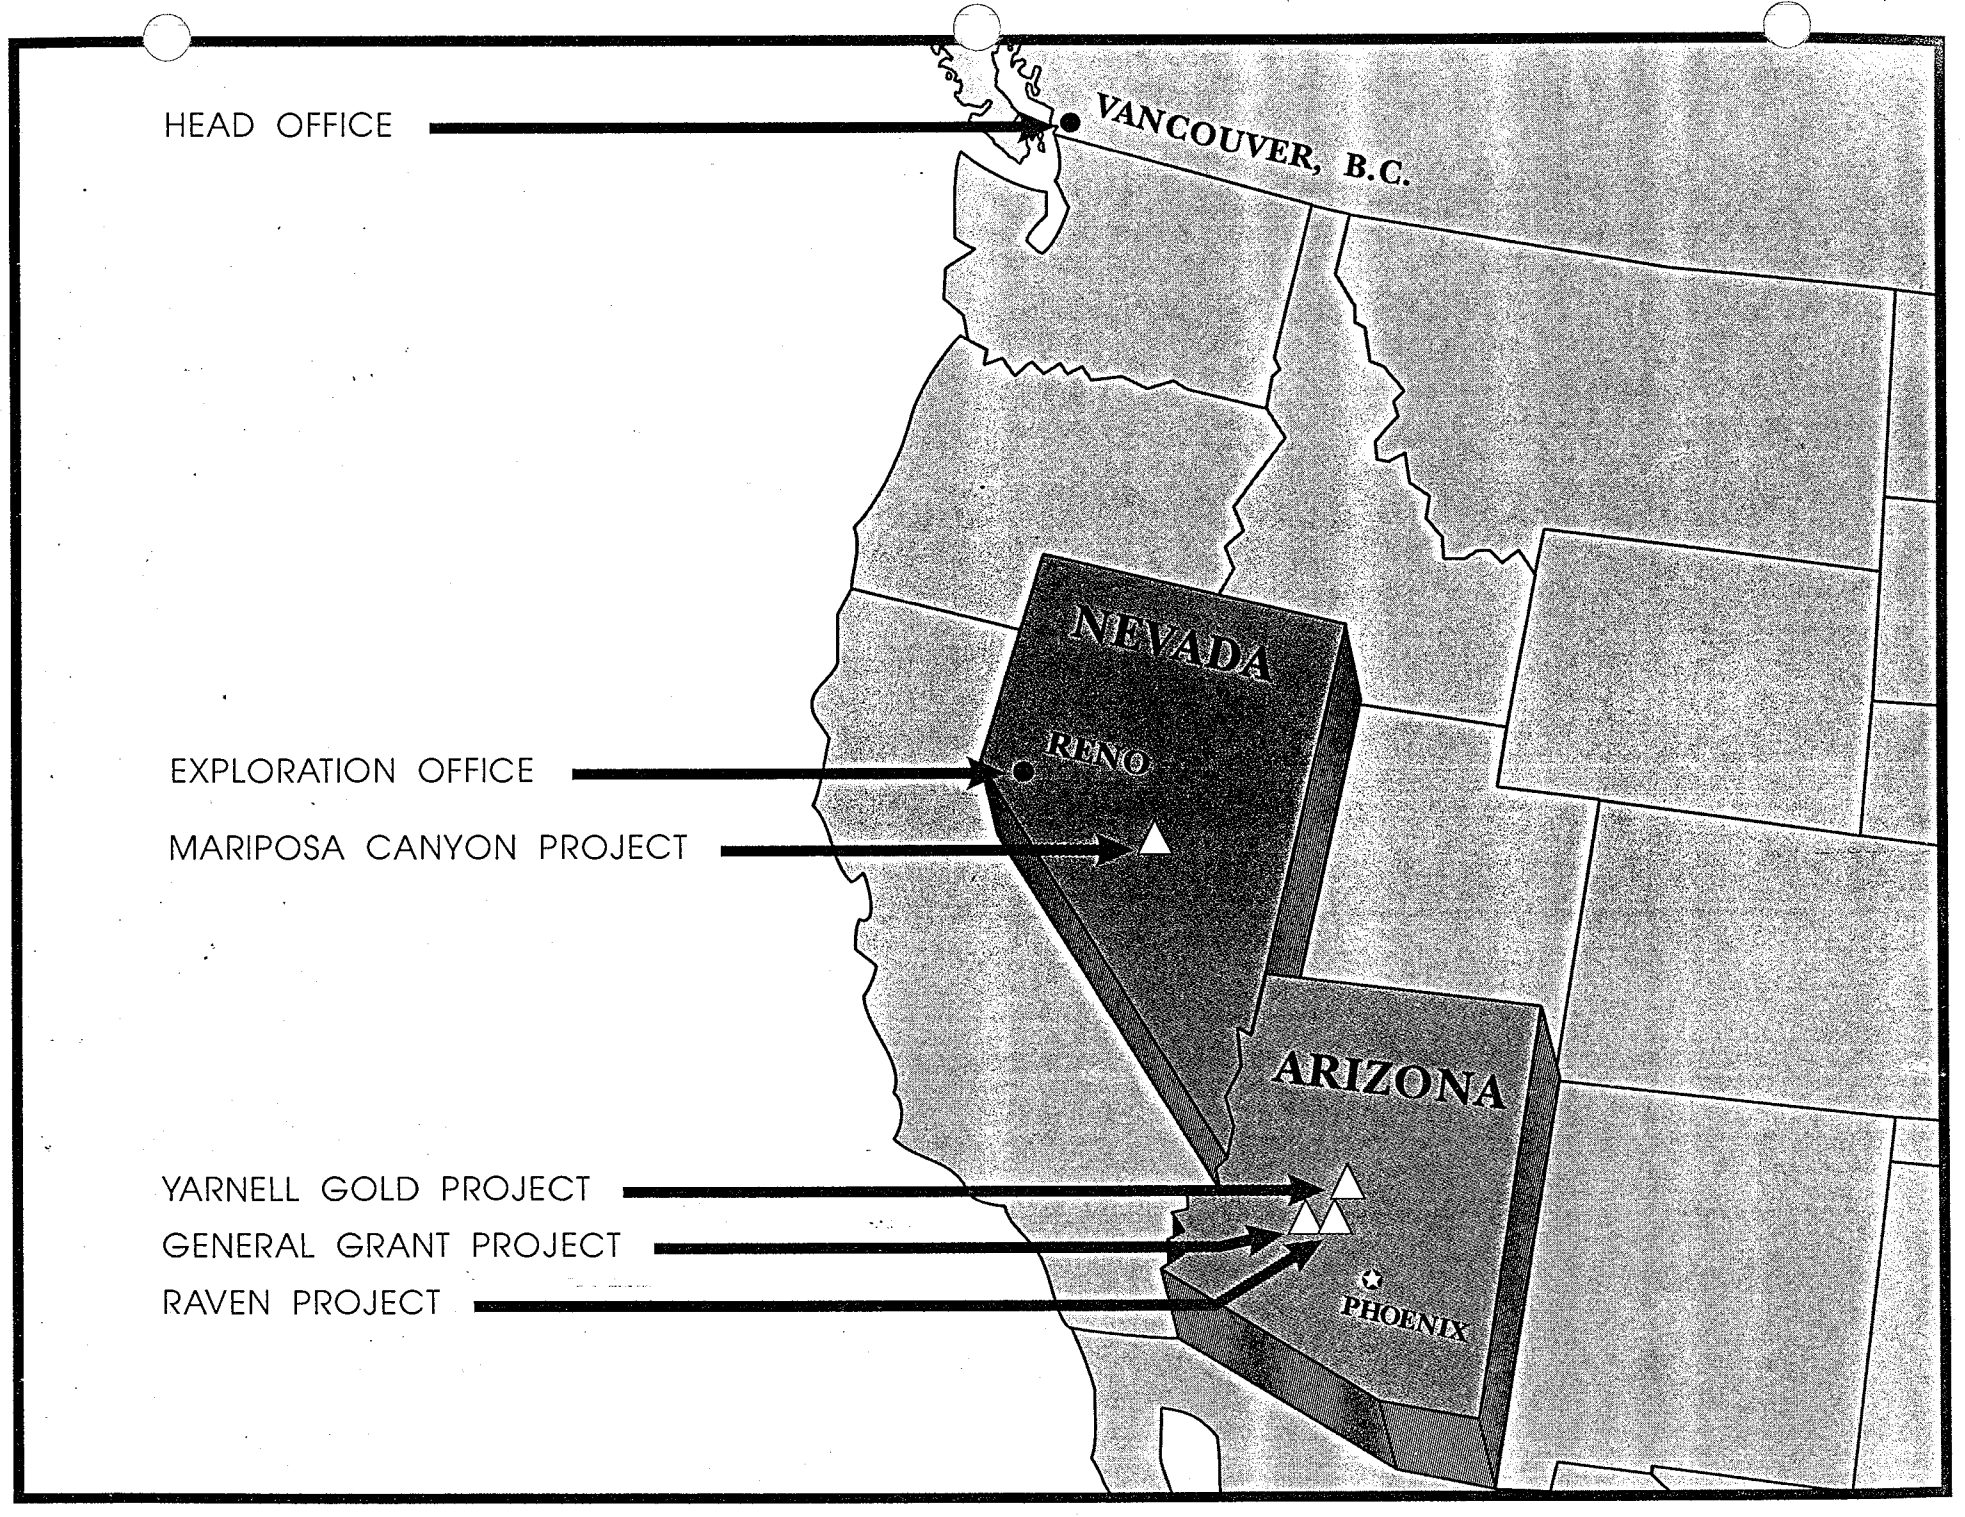 HEAD OFFICE
VANCOUVER, B.C.
NEVADA
RENO
EXPLORATION OFFICE
MARIPOSA CANYON PROJECT
ARIZONA
YARNELL GOLD PROJECT
GENERAL GRANT PROJECT
RAVEN PROJECT
PHOENIX